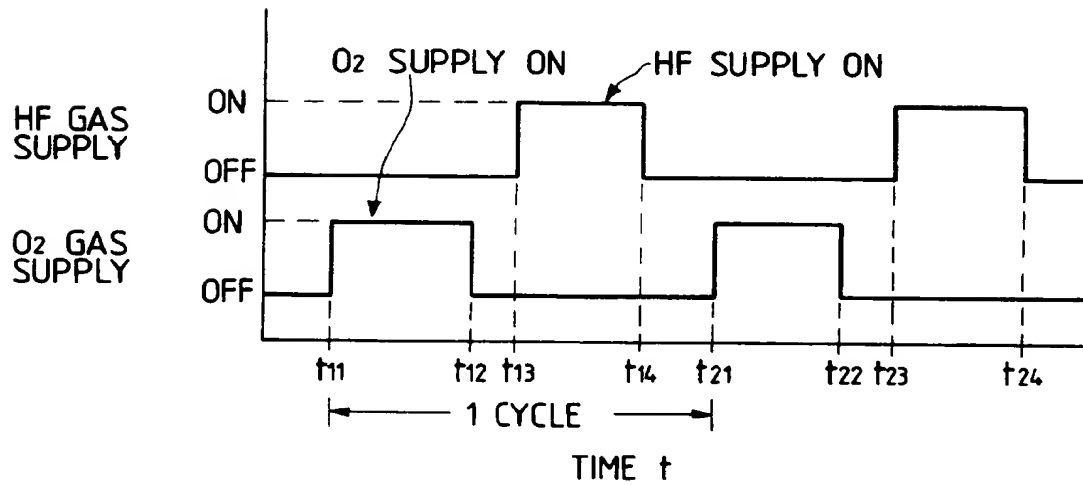 O2 SUPPLY ON
HF SUPPLY ON
HF GAS
SUPPLY
ON
OFF
O2 GAS
SUPPLY
ON
OFF
t11 t12 t13 t14 t21 t22 t23 t24
1 CYCLE
TIME t